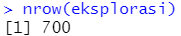 > nrow(eksplorasi)
[1] 700